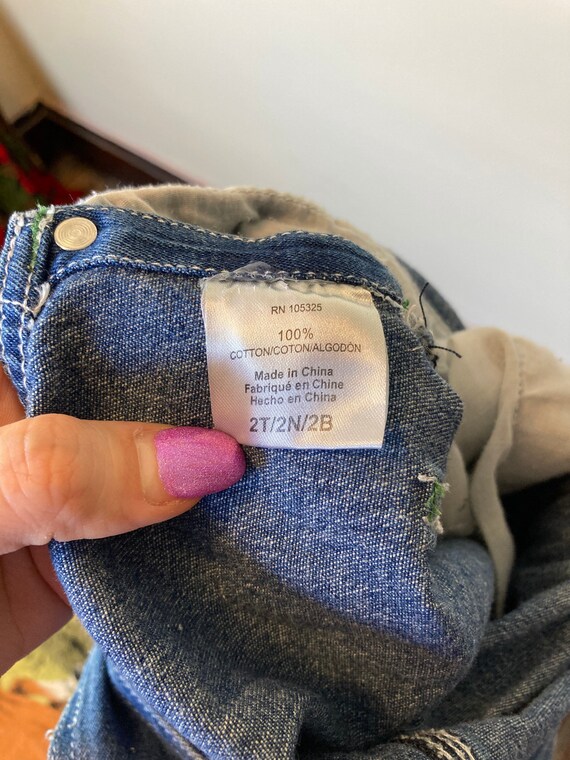 RN 105325
100%
COTTON/COTON/ALGODÓN
Made in China
Fabriqué en Chine
Hecho en China
2T/2N/2B